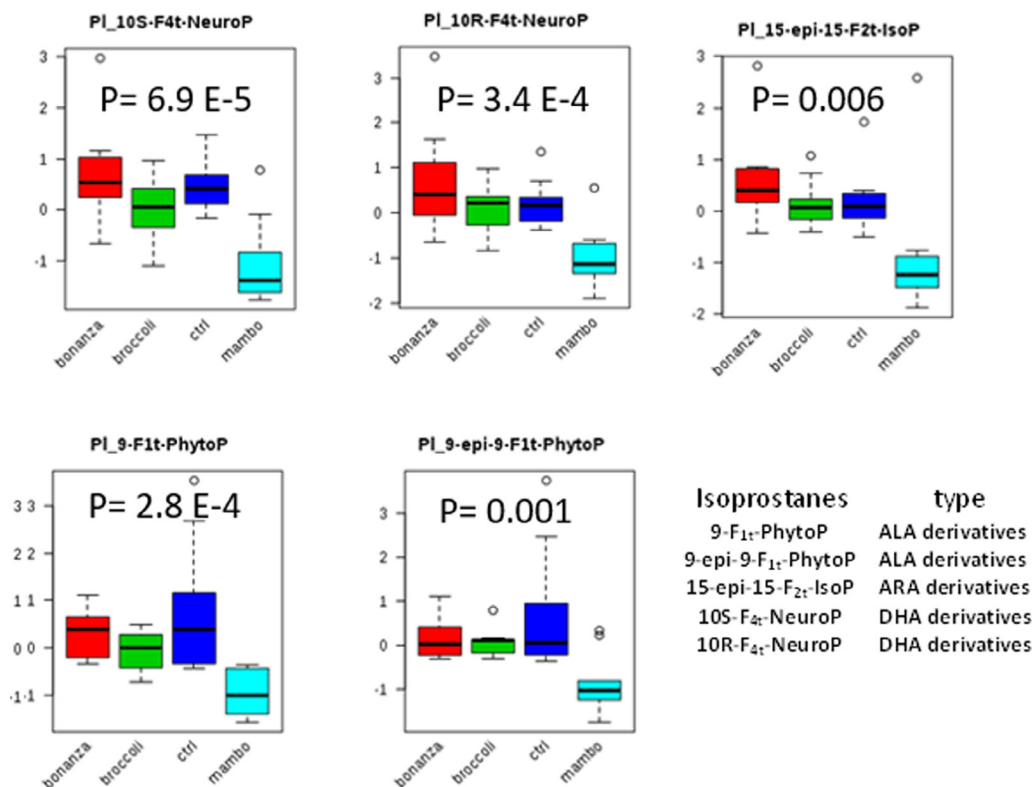 Pl_10S-F4t-NeuroP
P= 6.9 E-5
3
2
1
0
-1
bonanza
broccoli
ctrl
mambo
Pl_10R-F4t-NeuroP
P= 3.4 E-4
3
2
1
0
-1
-2
bonanza
broccoli
ctrl
mambo
Pl_15-epi-15-F2t-IsoP
P= 0.006
3
2
1
0
-1
-2
bonanza
broccoli
ctrl
mambo
Pl_9-F1t-PhytoP
P= 2.8 E-4
3 3
2 2
1 1
0 0
-1-1
bonanza
broccoli
ctrl
mambo
Pl_9-epi-9-F1t-PhytoP
P= 0.001
3
2
1
0
-1
bonanza
broccoli
ctrl
mambo
Isoprostanes type
9-F1t-PhytoP ALA derivatives
9-epi-9-F1t-PhytoP ALA derivatives
15-epi-15-F2t-IsoP ARA derivatives
10S-F4t-NeuroP DHA derivatives
10R-F4t-NeuroP DHA derivatives